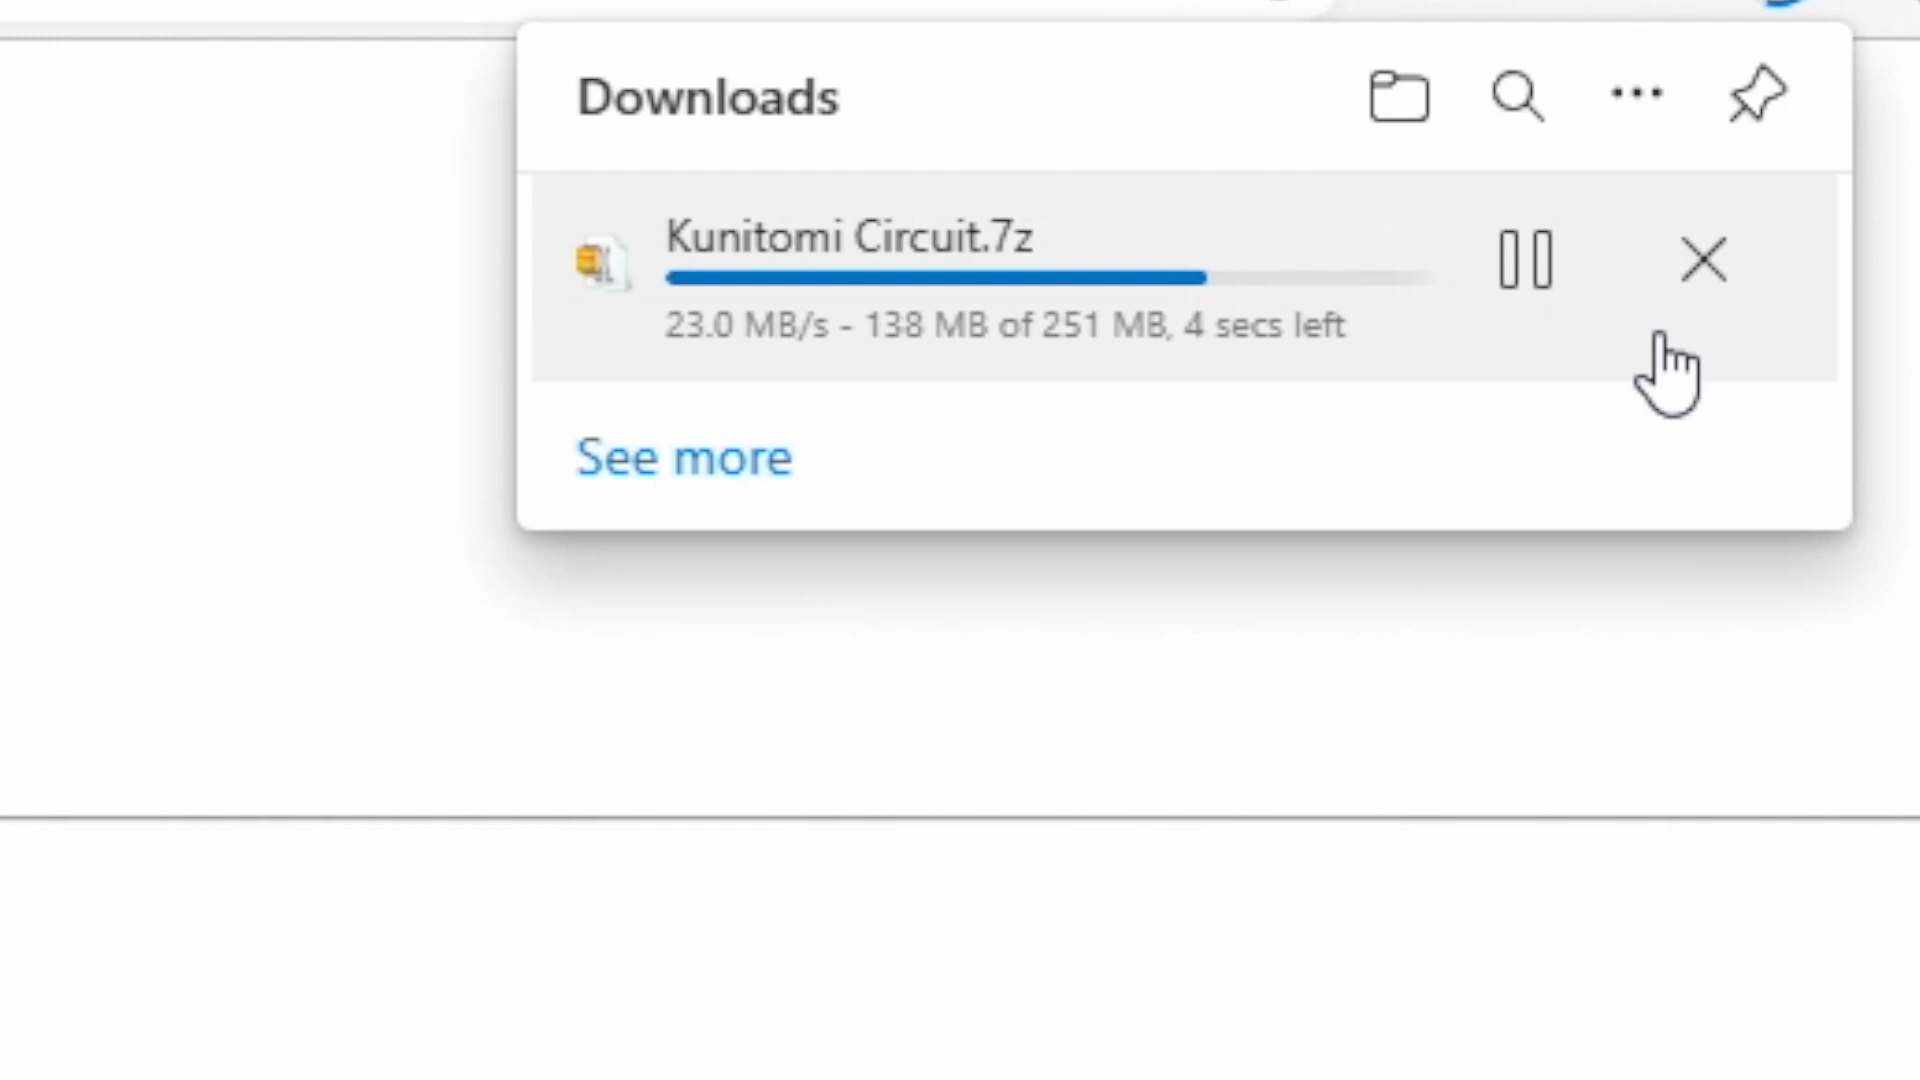 Downloads
Kunitomi Circuit.7z
23.0 MB/s - 138 MB of 251 MB, 4 secs left
See more